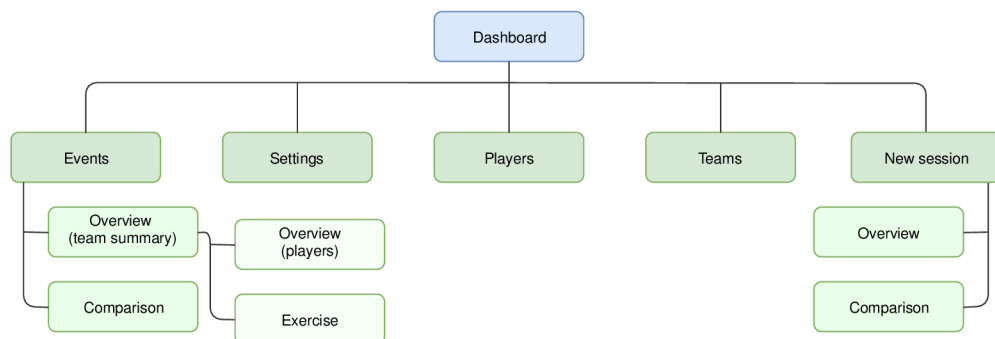 Dashboard
Events
Settings
Players
Teams
New session
Overview
(team summary)
Overview
(players)
Overview
Comparison
Exercise
Comparison